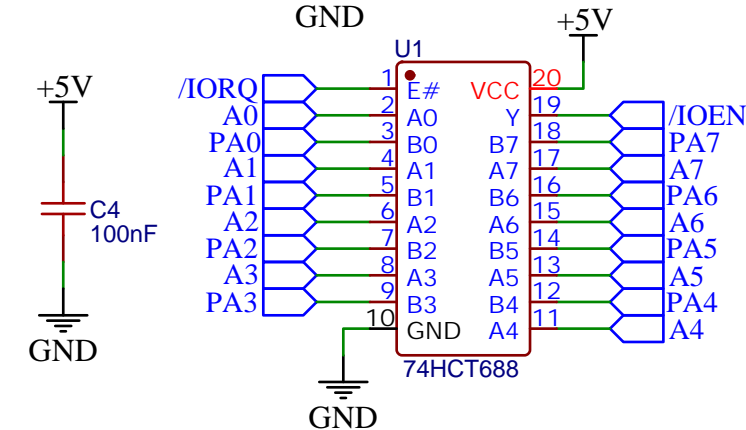 GND
+5V
U1
+5V
/IORQ 1 E# VCC 20
A0 2 A0 Y 19 /IOEN
PA0 3 B0 B7 18 PA7
A1 4 A1 A7 17 A7
PA1 5 B1 B6 16 PA6
A2 6 A2 A6 15 A6
PA2 7 B2 B5 14 PA5
A3 8 A3 A5 13 A5
PA3 9 B3 B4 12 PA4
10 GND A4 11 A4
C4
100nF
GND
74HCT688
GND